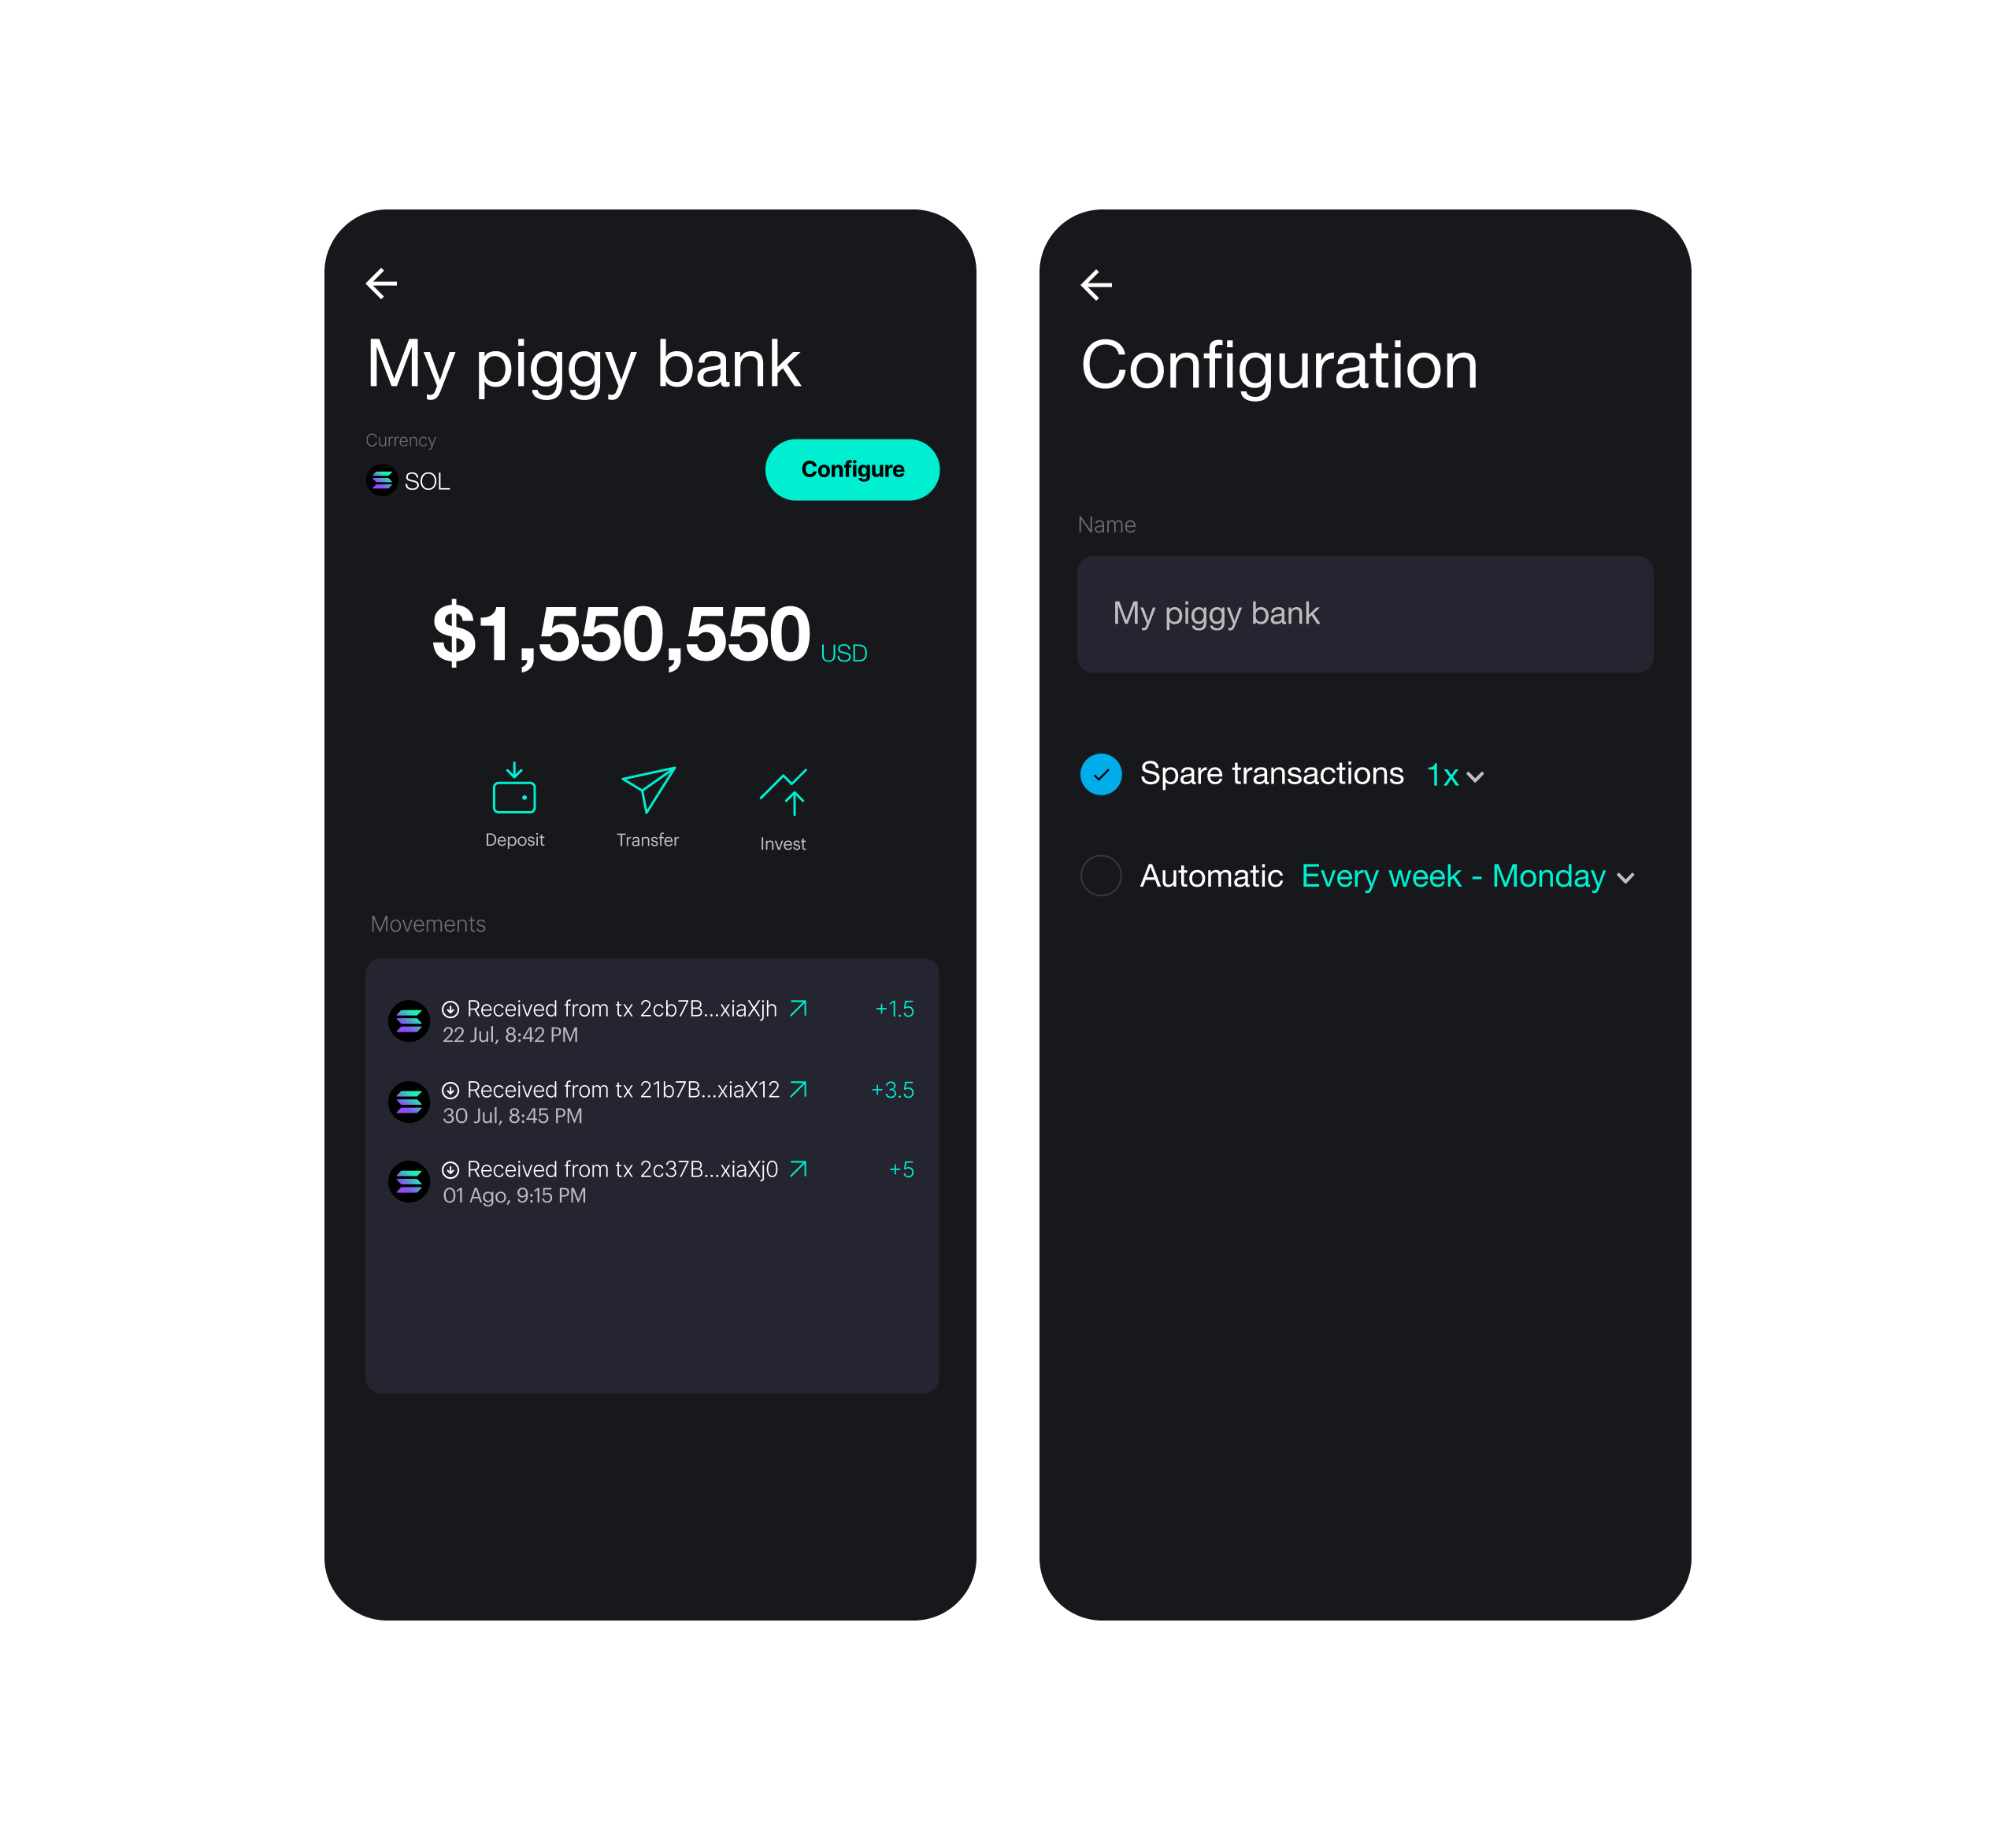 My piggy bank
Currency
SOL
Configure
$1,550,550 USD
Deposit
Transfer
Invest
Movements
Received from tx 2cb7B...xiaXjh +1.5
22 Jul, 8:42 PM
Received from tx 21b7B...xiaX12 +3.5
30 Jul, 8:45 PM
Received from tx 2c37B...xiaXj0 +5
01 Ago, 9:15 PM
Configuration
Name
My piggy bank
Spare transactions 1x
Automatic Every week - Monday